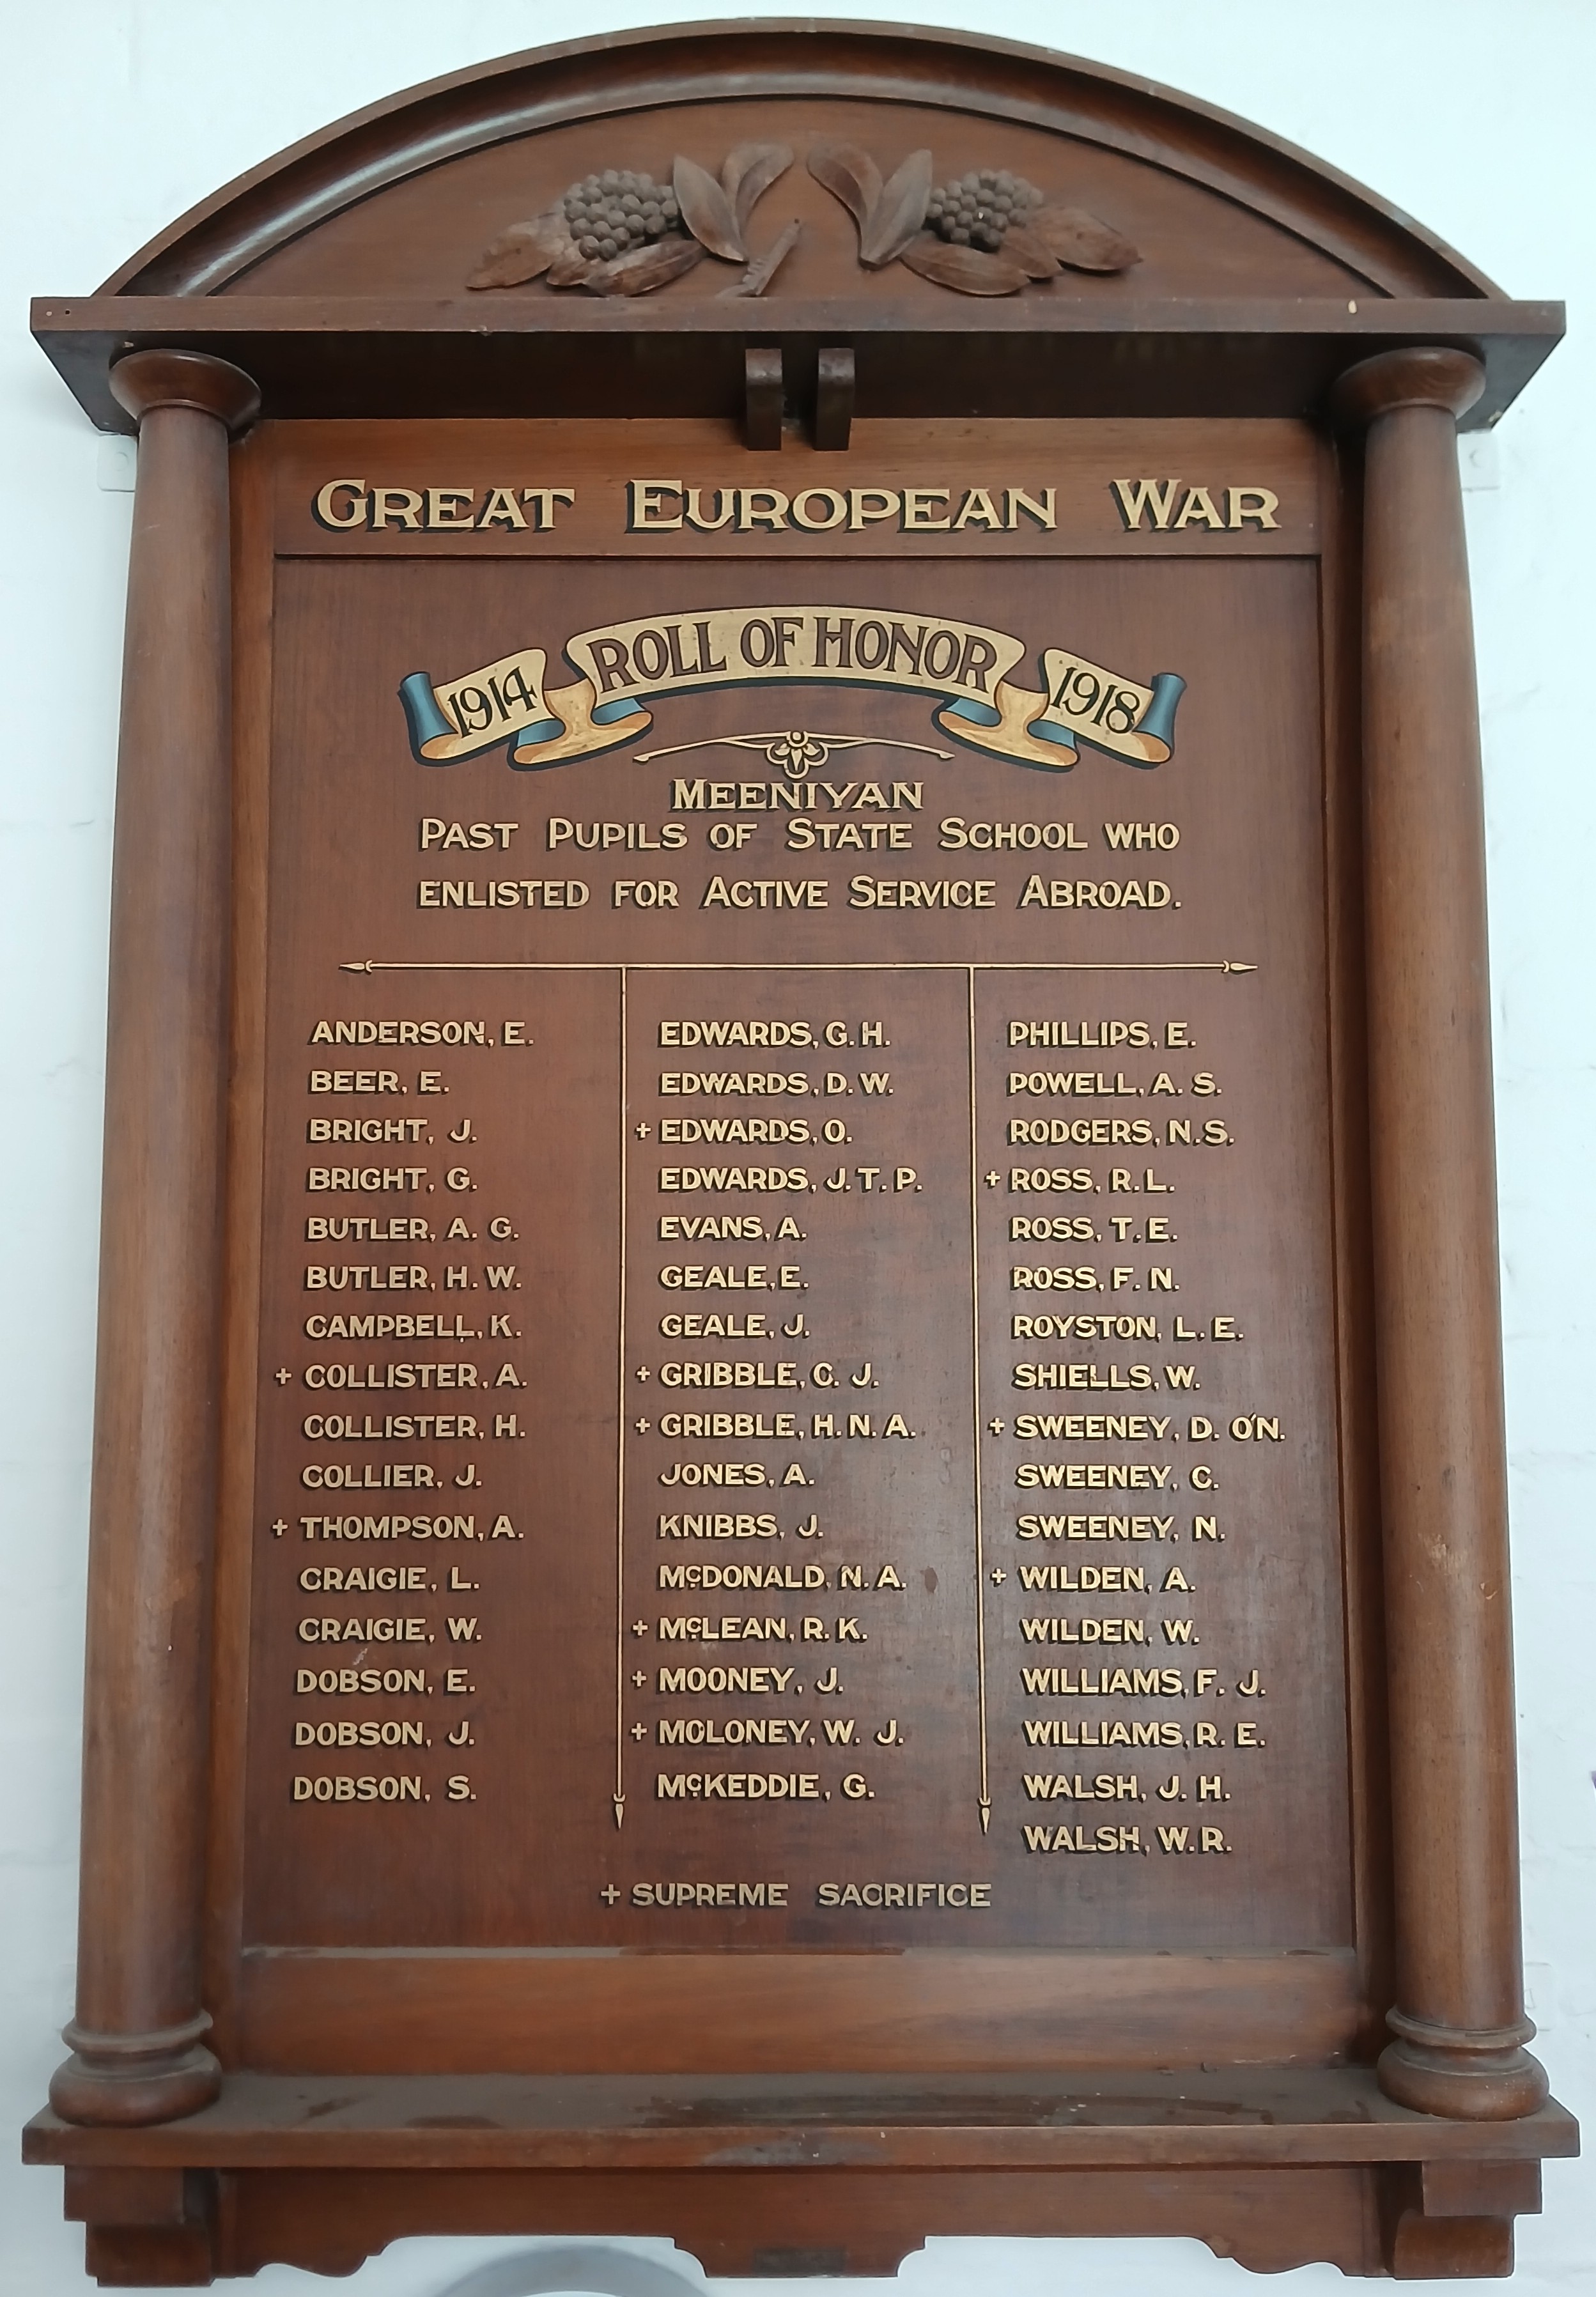 GREAT EUROPEAN WAR
1914 ROLL OF HONOR 1918
MEENIYAN
PAST PUPILS OF STATE SCHOOL WHO
ENLISTED FOR ACTIVE SERVICE ABROAD.
ANDERSON, E.
BEER, E.
BRIGHT, J.
BRIGHT, G.
BUTLER, A. G.
BUTLER, H. W.
CAMPBELL, K.
+ COLLISTER, A.
COLLISTER, H.
COLLIER, J.
+ THOMPSON, A.
CRAIGIE, L.
CRAIGIE, W.
DOBSON, E.
DOBSON, J.
DOBSON, S.
EDWARDS, G. H.
EDWARDS, D. W.
+ EDWARDS, O.
EDWARDS, J. T. P.
EVANS, A.
GEALE, E.
GEALE, J.
+ GRIBBLE, C. J.
+ GRIBBLE, H. N. A.
JONES, A.
KNIBBS, J.
McDONALD, N. A.
+ McLEAN, R. K.
+ MOONEY, J.
+ MOLONEY, W. J.
McKEDDIE, G.
PHILLIPS, E.
POWELL, A. S.
RODGERS, N. S.
+ ROSS, R. L.
ROSS, T. E.
ROSS, F. N.
ROYSTON, L. E.
SHIELLS, W.
+ SWEENEY, D. O'N.
SWEENEY, C.
SWEENEY, N.
+ WILDEN, A.
WILDEN, W.
WILLIAMS, F. J.
WILLIAMS, R. E.
WALSH, J. H.
WALSH, W. R.
+ SUPREME SACRIFICE